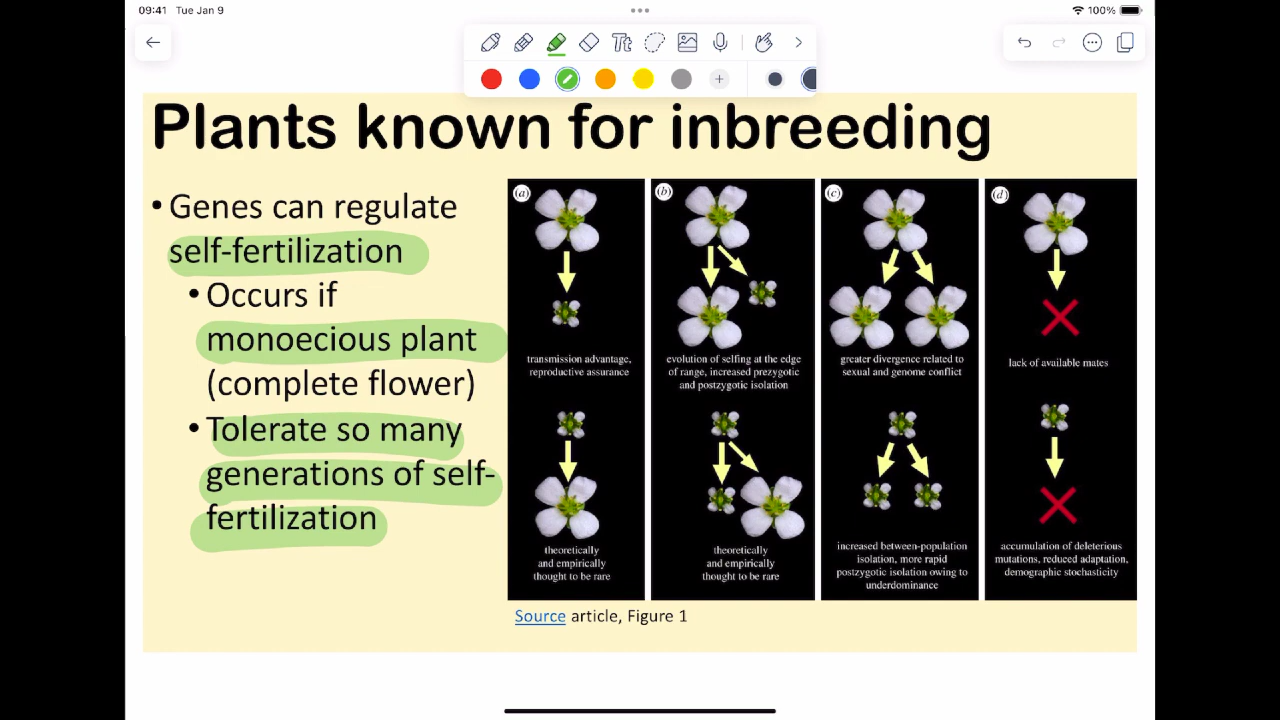 09:41 Tue Jan 9
100%
Tt
Plants known for inbreeding
• Genes can regulate
self-fertilization
• Occurs if
monoecious plant
(complete flower)
• Tolerate so many
generations of self-
fertilization
(a)
transmission advantage,
reproductive assurance
theoretically
and empirically
thought to be rare
(b)
evolution of selfing at the edge
of range, increased prezygotic
and postzygotic isolation
theoretically
and empirically
thought to be rare
(c)
greater divergence related to
sexual and genome conflict
increased between-population
isolation, more rapid
postzygotic isolation owing to
underdominance
(d)
lack of available mates
accumulation of deleterious
mutations, reduced adaptation,
demographic stochasticity
Source article, Figure 1